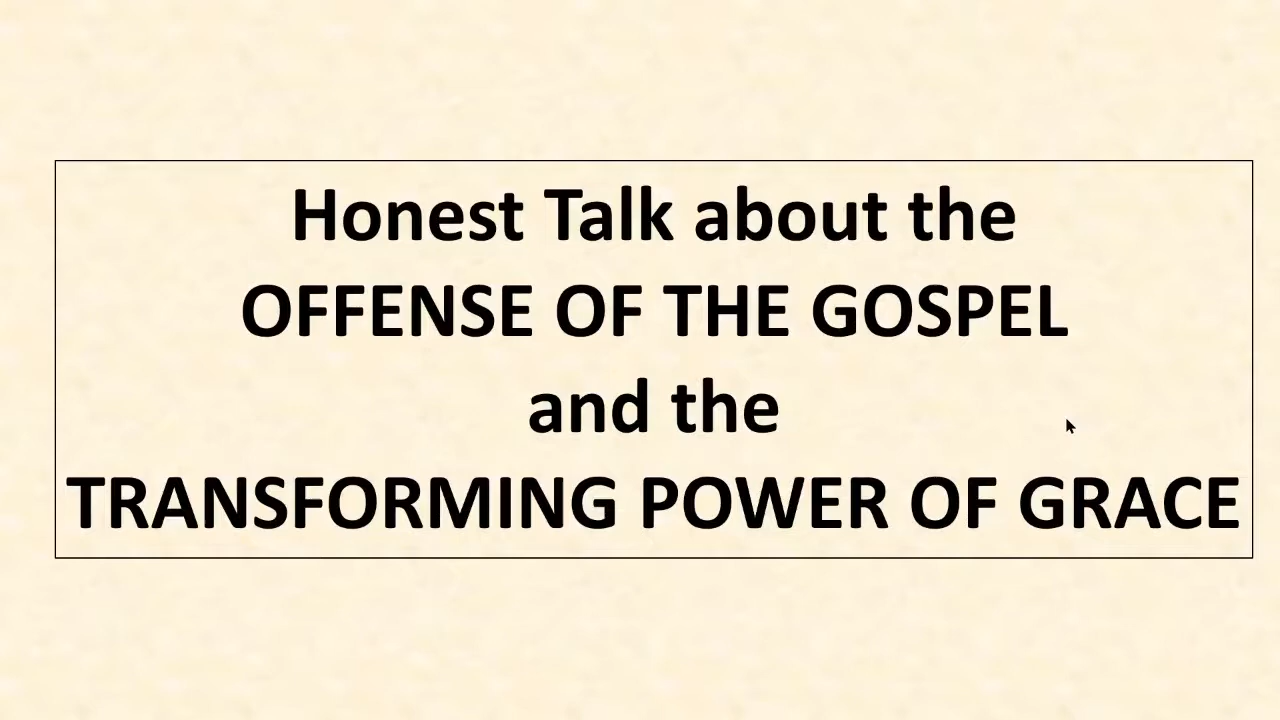 Honest Talk about the
OFFENSE OF THE GOSPEL
and the
TRANSFORMING POWER OF GRACE